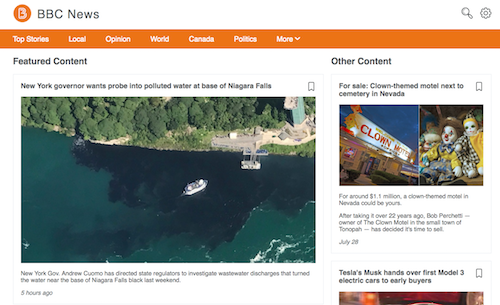 B BBC News
Top Stories Local Opinion World Canada Politics More
Featured Content
New York governor wants probe into polluted water at base of Niagara Falls
New York Gov. Andrew Cuomo has directed state regulators to investigate wastewater discharges that turned
the water near the base of Niagara Falls black last weekend.
5 hours ago
Other Content
For sale: Clown-themed motel next to
cemetery in Nevada
CLOWN
MOTEL
For around $1.1 million, a clown-themed motel in
Nevada could be yours.
After taking it over 22 years ago, Bob Perchetti —
owner of The Clown Motel in the small town of
Tonopah — has decided it's time to sell.
July 28
Tesla's Musk hands over first Model 3
electric cars to early buyers